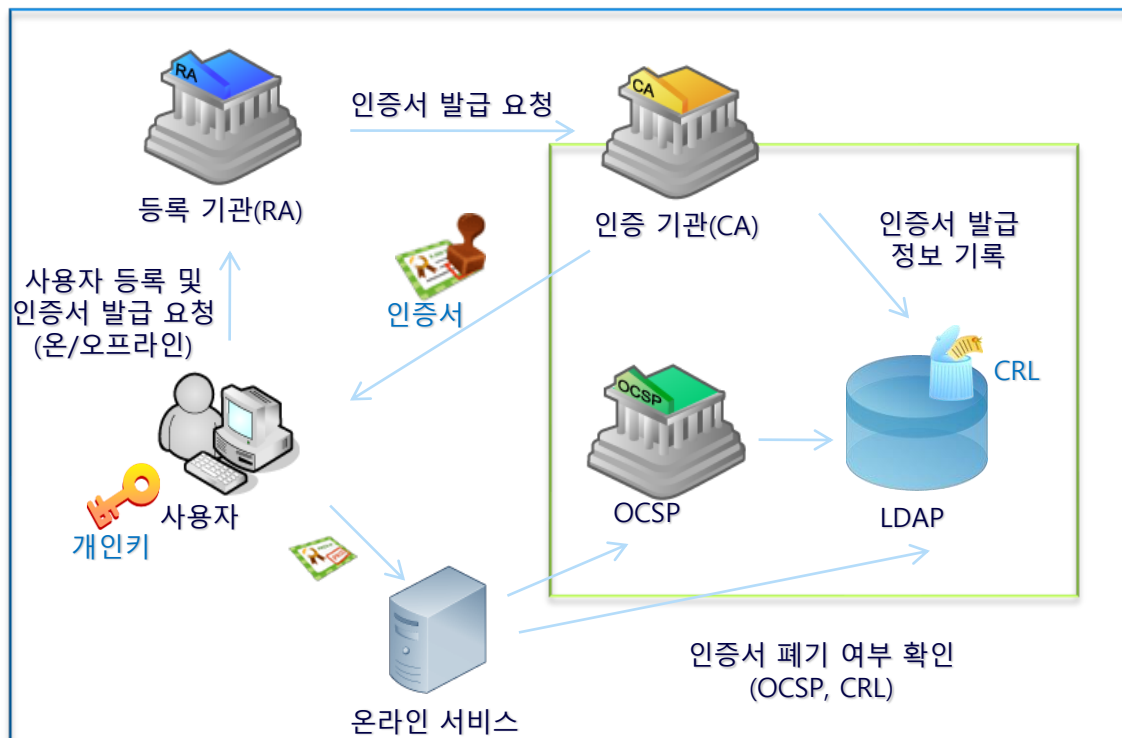 RA
인증서 발급 요청
CA
등록 기관(RA)
인증 기관(CA)
인증서 발급
정보 기록
사용자 등록 및
인증서 발급 요청
(온/오프라인)
인증서
CRL
OCSP
OCSP
LDAP
사용자
개인키
인증서 폐기 여부 확인
(OCSP, CRL)
온라인 서비스